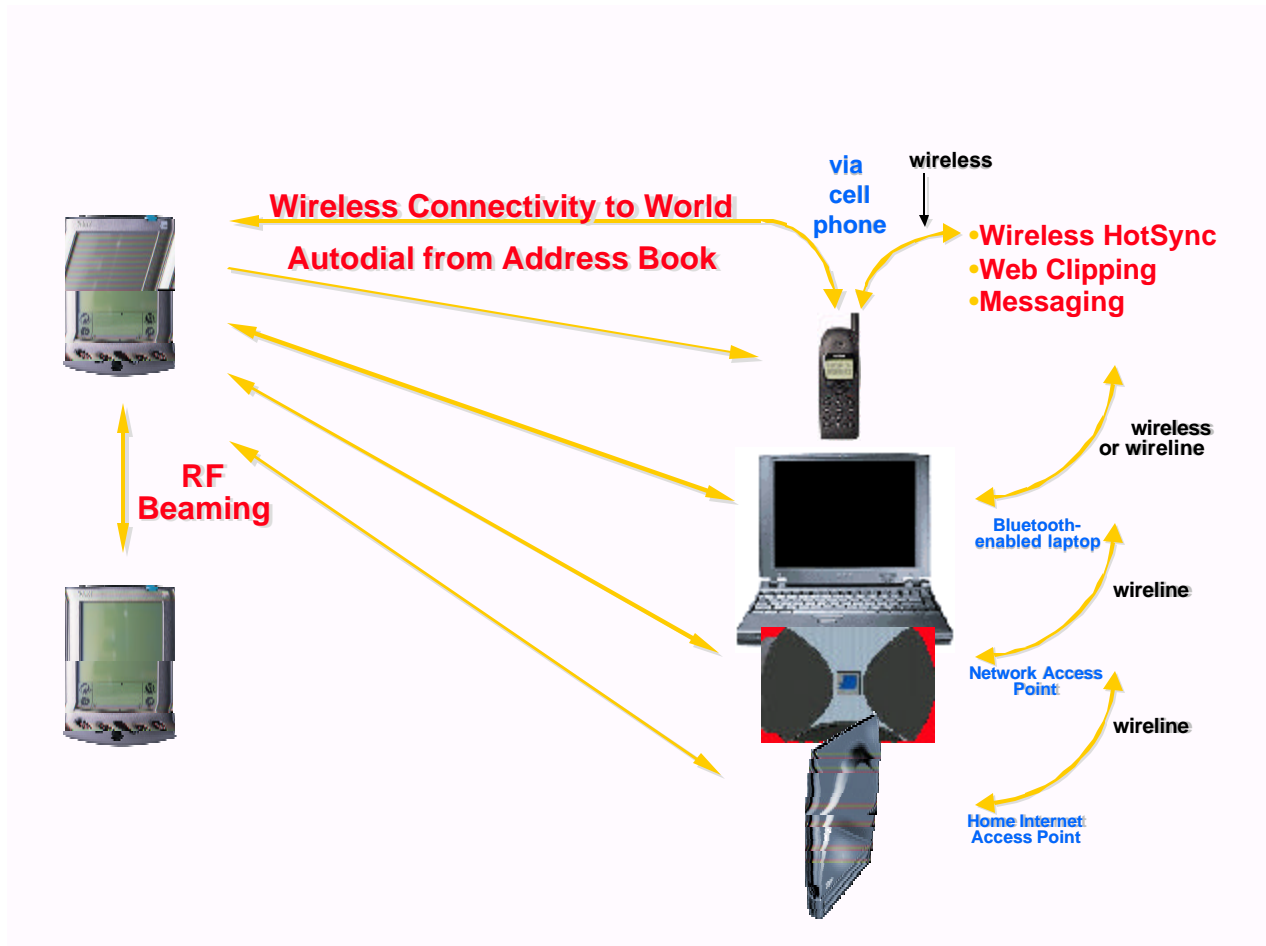 via
cell
phone
wireless
Wireless Connectivity to World
Autodial from Address Book
•Wireless HotSync
•Web Clipping
•Messaging
wireless
or wireline
RF
Beaming
Bluetooth-
enabled laptop
wireline
Network Access
Point
wireline
Home Internet
Access Point